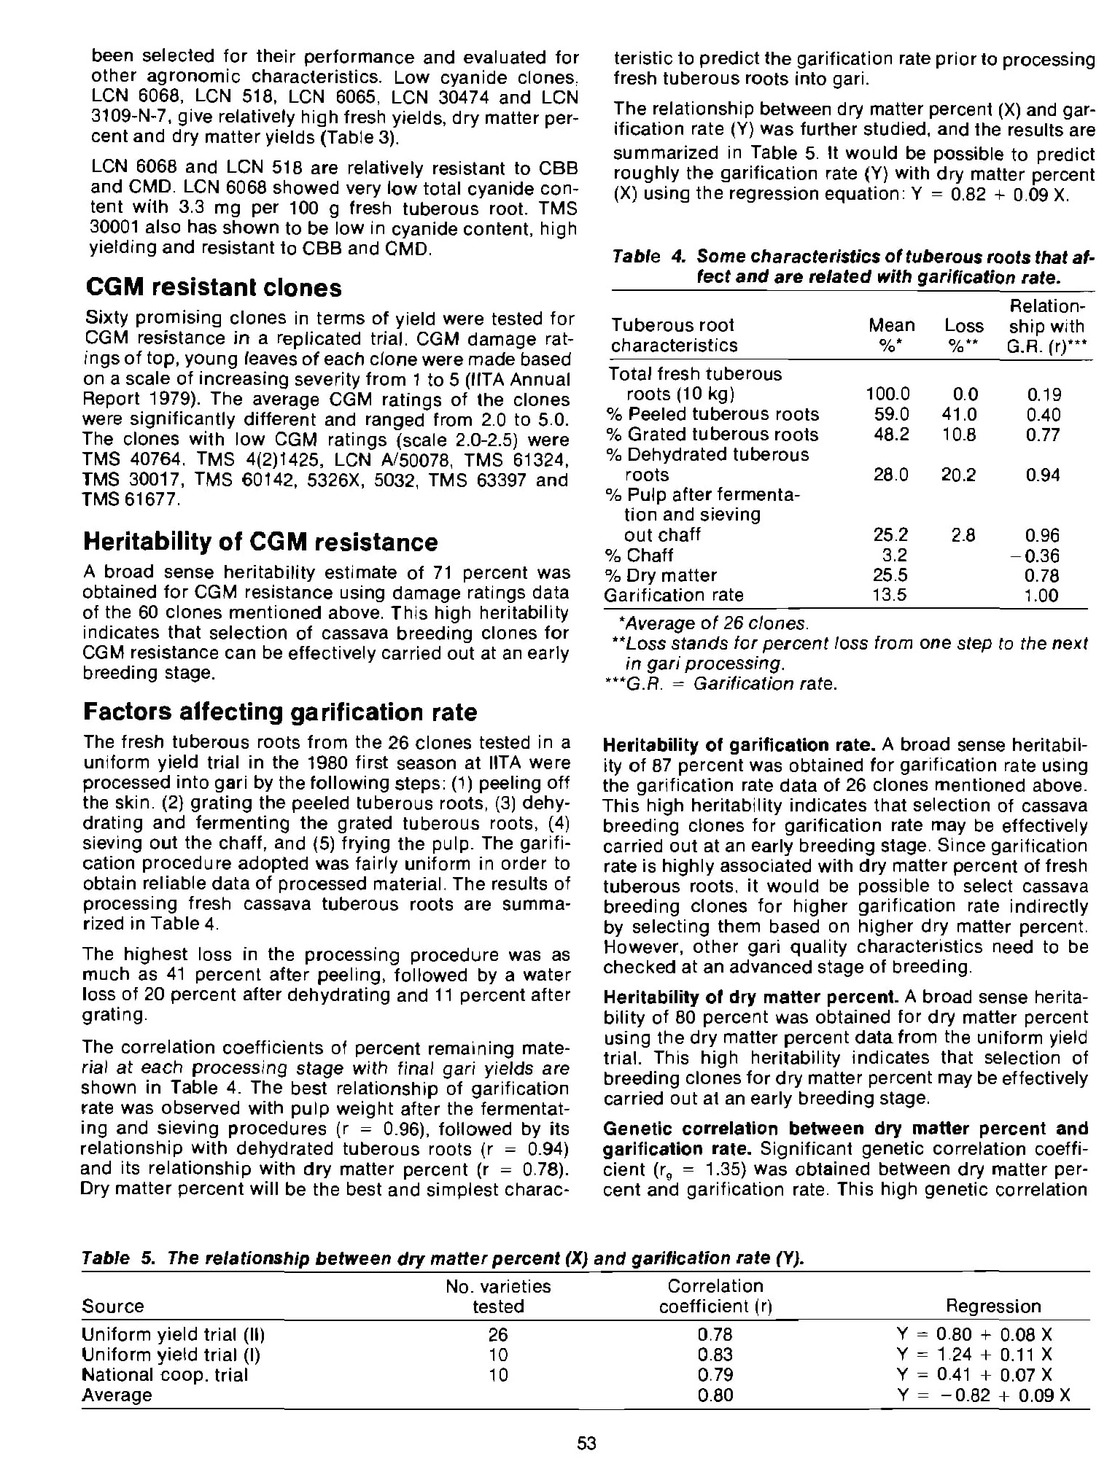 been selected for their performance and evaluated for
other agronomic characteristics. Low cyanide clones,
LCN 6068, LCN 518, LCN 6065, LCN 30474 and LCN
3109-N-7, give relatively high fresh yields, dry matter per-
cent and dry matter yields (Table 3).
LCN 6068 and LCN 518 are relatively resistant to CBB
and CMD. LCN 6068 showed very low total cyanide con-
tent with 3.3 mg per 100 g fresh tuberous root. TMS
30001 also has shown to be low in cyanide content, high
yielding and resistant to CBB and CMD.
CGM resistant clones
Sixty promising clones in terms of yield were tested for
CGM resistance in a replicated trial. CGM damage rat-
ings of top, young leaves of each clone were made based
on a scale of increasing severity from 1 to 5 (IITA Annual
Report 1979). The average CGM ratings of the clones
were significantly different and ranged from 2.0 to 5.0.
The clones with low CGM ratings (scale 2.0-2.5) were
TMS 40764, TMS 4(2)1425, LCN A/50078, TMS 61324,
TMS 30017, TMS 60142, 5326X, 5032, TMS 63397 and
TMS 61677.
Heritability of CGM resistance
A broad sense heritability estimate of 71 percent was
obtained for CGM resistance using damage ratings data
of the 60 clones mentioned above. This high heritability
indicates that selection of cassava breeding clones for
CGM resistance can be effectively carried out at an early
breeding stage.
Factors affecting garification rate
The fresh tuberous roots from the 26 clones tested in a
uniform yield trial in the 1980 first season at IITA were
processed into gari by the following steps: (1) peeling off
the skin, (2) grating the peeled tuberous roots, (3) dehy-
drating and fermenting the grated tuberous roots, (4)
sieving out the chaff, and (5) frying the pulp. The garifi-
cation procedure adopted was fairly uniform in order to
obtain reliable data of processed material. The results of
processing fresh cassava tuberous roots are summa-
rized in Table 4.
The highest loss in the processing procedure was as
much as 41 percent after peeling, followed by a water
loss of 20 percent after dehydrating and 11 percent after
grating.
The correlation coefficients of percent remaining mate-
rial at each processing stage with final gari yields are
shown in Table 4. The best relationship of garification
rate was observed with pulp weight after the fermentat-
ing and sieving procedures (r = 0.96), followed by its
relationship with dehydrated tuberous roots (r = 0.94)
and its relationship with dry matter percent (r = 0.78).
Dry matter percent will be the best and simplest charac-
teristic to predict the garification rate prior to processing
fresh tuberous roots into gari.
The relationship between dry matter percent (X) and gar-
ification rate (Y) was further studied, and the results are
summarized in Table 5. It would be possible to predict
roughly the garification rate (Y) with dry matter percent
(X) using the regression equation: Y = 0.82 + 0.09 X.
Table 4. Some characteristics of tuberous roots that af-
fect and are related with garification rate.
Relation-
Tuberous root Mean Loss ship with
characteristics %* %** G.R. (r)***
Total fresh tuberous
roots (10 kg) 100.0 0.0 0.19
% Peeled tuberous roots 59.0 41.0 0.40
% Grated tuberous roots 48.2 10.8 0.77
% Dehydrated tuberous
roots 28.0 20.2 0.94
% Pulp after fermenta-
tion and sieving
out chaff 25.2 2.8 0.96
% Chaff 3.2 −0.36
% Dry matter 25.5 0.78
Garification rate 13.5 1.00
*Average of 26 clones.
**Loss stands for percent loss from one step to the next
in gari processing.
***G.R. = Garification rate.
Heritability of garification rate. A broad sense heritabil-
ity of 87 percent was obtained for garification rate using
the garification rate data of 26 clones mentioned above.
This high heritability indicates that selection of cassava
breeding clones for garification rate may be effectively
carried out at an early breeding stage. Since garification
rate is highly associated with dry matter percent of fresh
tuberous roots, it would be possible to select cassava
breeding clones for higher garification rate indirectly
by selecting them based on higher dry matter percent.
However, other gari quality characteristics need to be
checked at an advanced stage of breeding.
Heritability of dry matter percent. A broad sense herita-
bility of 80 percent was obtained for dry matter percent
using the dry matter percent data from the uniform yield
trial. This high heritability indicates that selection of
breeding clones for dry matter percent may be effectively
carried out at an early breeding stage.
Genetic correlation between dry matter percent and
garification rate. Significant genetic correlation coeffi-
cient (rg = 1.35) was obtained between dry matter per-
cent and garification rate. This high genetic correlation
Table 5. The relationship between dry matter percent (X) and garification rate (Y).
No. varieties Correlation
Source tested coefficient (r) Regression
Uniform yield trial (II) 26 0.78 Y = 0.80 + 0.08 X
Uniform yield trial (I) 10 0.83 Y = 1.24 + 0.11 X
National coop. trial 10 0.79 Y = 0.41 + 0.07 X
Average 0.80 Y = −0.82 + 0.09 X
53